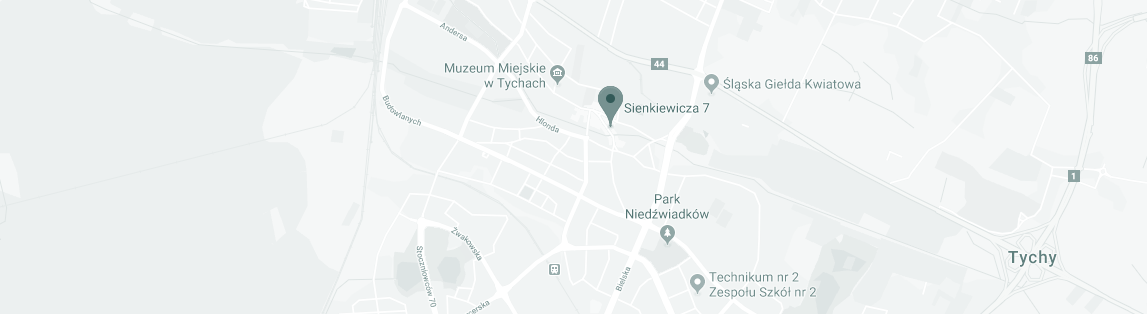 Andersa
44
86
Muzeum Miejskie
w Tychach
Śląska Giełda Kwiatowa
Sienkiewicza 7
Budowlanych
Hlonda
1
Park
Niedźwiadków
Żwakowska
Stoczniowców 70
Tychy
Bielska
Technikum nr 2
Zespołu Szkół nr 2
cerska